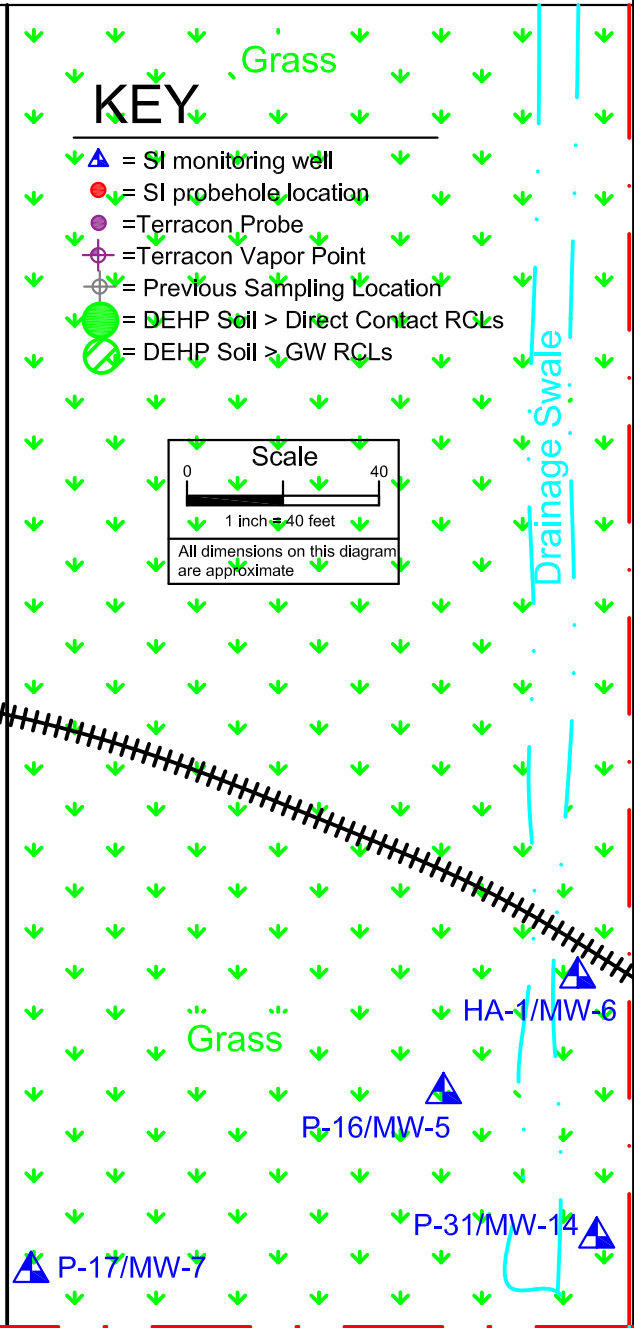 Grass
KEY
= SI monitoring well
= SI probehole location
=Terracon Probe
=Terracon Vapor Point
= Previous Sampling Location
= DEHP Soil > Direct Contact RCLs
= DEHP Soil > GW RCLs
Drainage Swale
Scale
0 40
1 inch = 40 feet
All dimensions on this diagram
are approximate
HA-1/MW-6
Grass
P-16/MW-5
P-31/MW-14
P-17/MW-7